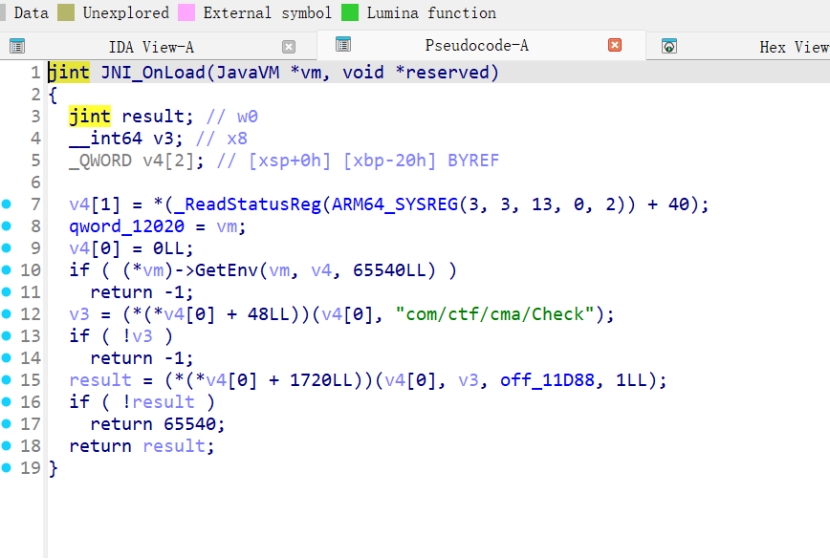 Data Unexplored External symbol Lumina function
IDA View-A Pseudocode-A Hex View
1 jint JNI_OnLoad(JavaVM *vm, void *reserved)
2 {
3 jint result; // w0
4 __int64 v3; // x8
5 _QWORD v4[2]; // [xsp+0h] [xbp-20h] BYREF
6
7 v4[1] = *(_ReadStatusReg(ARM64_SYSREG(3, 3, 13, 0, 2)) + 40);
8 qword_12020 = vm;
9 v4[0] = 0LL;
10 if ( (*vm)->GetEnv(vm, v4, 65540LL) )
11 return -1;
12 v3 = (*(*v4[0] + 48LL))(v4[0], "com/ctf/cma/Check");
13 if ( !v3 )
14 return -1;
15 result = (*(*v4[0] + 1720LL))(v4[0], v3, off_11D88, 1LL);
16 if ( !result )
17 return 65540;
18 return result;
19 }